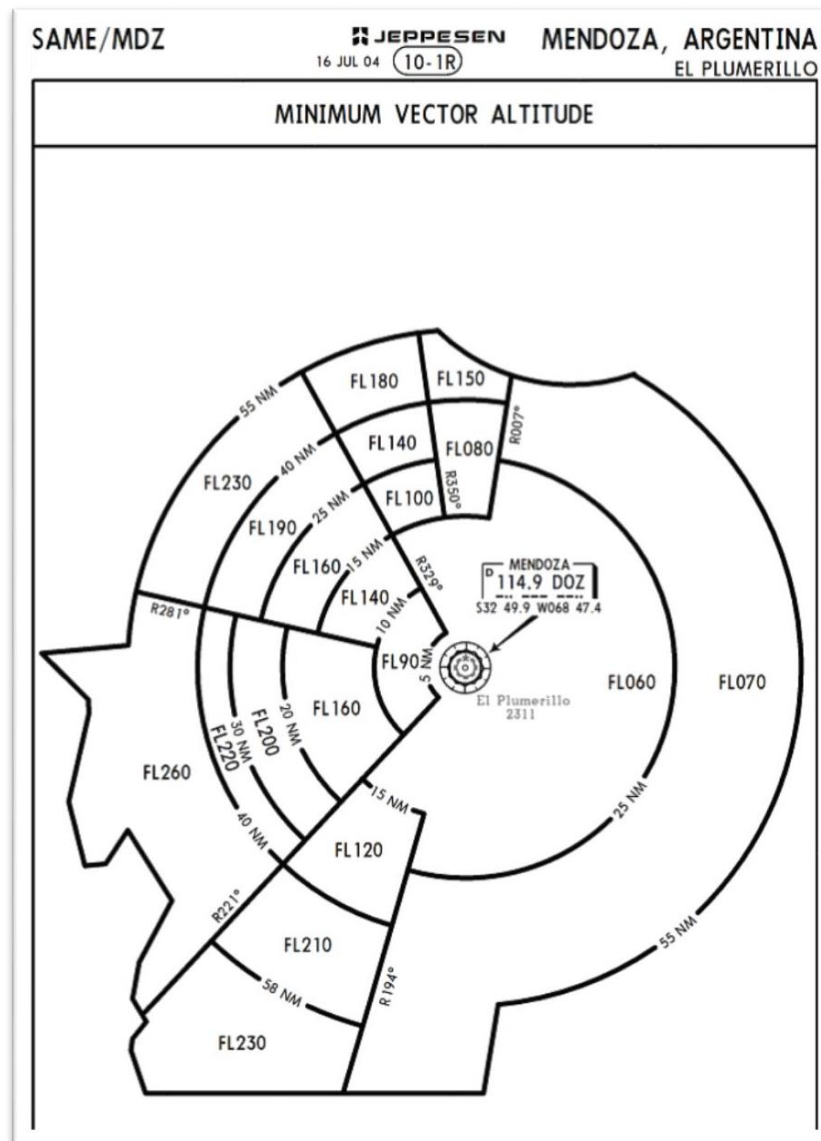 SAME/MDZ
JEPPESEN
MENDOZA, ARGENTINA
16 JUL 04
10-1R
EL PLUMERILLO
MINIMUM VECTOR ALTITUDE
FL180
FL150
55 NM
R007°
FL140
FL080
40 NM
FL230
R350°
FL100
25 NM
FL190
15 NM
FL160
R329°
MENDOZA
D 114.9 DOZ
S32 49.9 W068 47.4
FL140
R281°
10 NM
FL90
5 NM
FL060
FL070
El Plumerillo
2311
FL160
20 NM
FL200
30 NM
FL220
FL260
15 NM
25 NM
40 NM
FL120
R221°
FL210
55 NM
R194°
58 NM
FL230